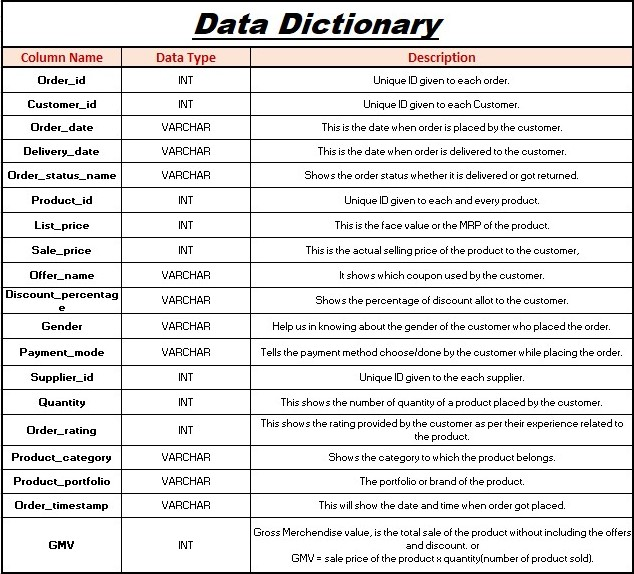 Data Dictionary
Column Name Data Type Description
Order_id INT Unique ID given to each order.
Customer_id INT Unique ID given to each Customer.
Order_date VARCHAR This is the date when order is placed by the customer.
Delivery_date VARCHAR This is the date when order is delivered to the customer.
Order_status_name VARCHAR Shows the order status whether it is delivered or got returned.
Product_id INT Unique ID given to each and every product.
List_price INT This is the face value or the MRP of the product.
Sale_price INT This is the actual selling price of the product to the customer,
Offer_name VARCHAR It shows which coupon used by the customer.
Discount_percentag
e VARCHAR Shows the percentage of discount allot to the customer.
Gender VARCHAR Help us in knowing about the gender of the customer who placed the order.
Payment_mode VARCHAR Tells the payment method choose/done by the customer while placing the order.
Supplier_id INT Unique ID given to the each supplier.
Quantity INT This shows the number of quantity of a product placed by the customer.
Order_rating INT This shows the rating provided by the customer as per their experience related to
the product.
Product_category VARCHAR Shows the category to which the product belongs.
Product_portfolio VARCHAR The portfolio or brand of the product.
Order_timestamp VARCHAR This will show the date and time when order got placed.
GMV INT Gross Merchandise value, is the total sale of the product without including the offers
and discount. or
GMV = sale price of the product x quantity(number of product sold).